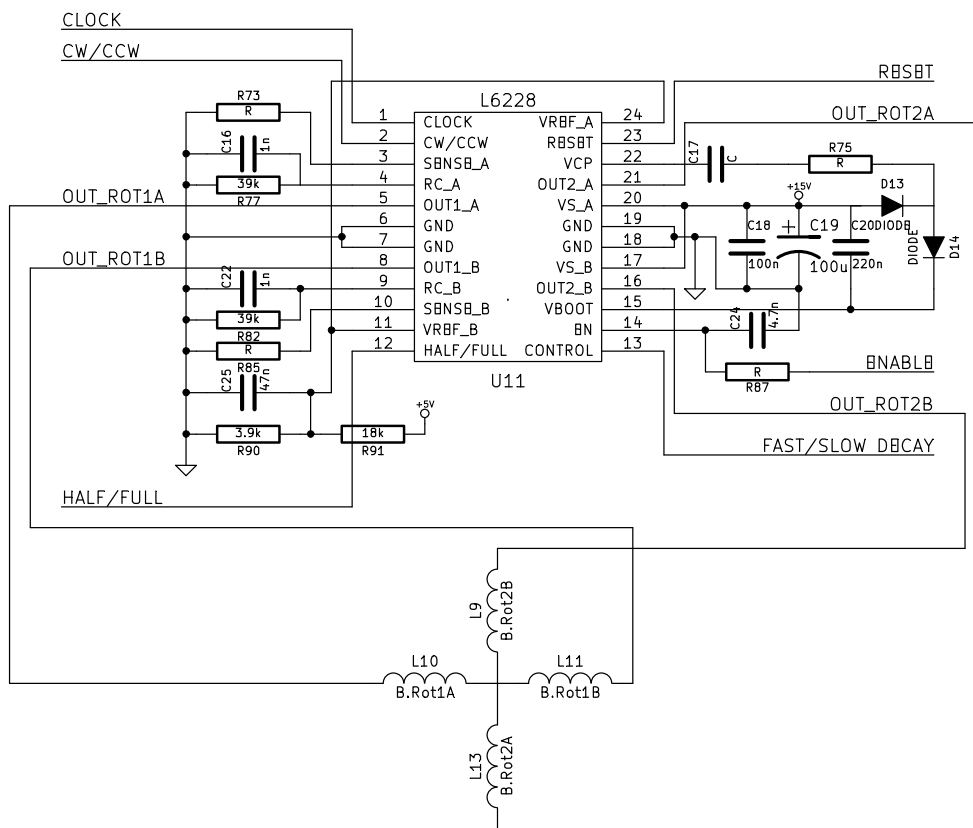 CLOCK
CW/CCW
RESET
OUT_ROT2A
L6228
R73
R
C16
1n
39k
R77
OUT_ROT1A
OUT_ROT1B
C22
1n
39k
R82
R
R85
C25
47n
3.9k
R90
18k
R91
+5V
HALF/FULL
1 CLOCK
2 CW/CCW
3 SENSE_A
4 RC_A
5 OUT1_A
6 GND
7 GND
8 OUT1_B
9 RC_B
10 SENSE_B
11 VREF_B
12 HALF/FULL
VREF_A 24
RESET 23
VCP 22
OUT2_A 21
VS_A 20
GND 19
GND 18
VS_B 17
OUT2_B 16
VBOOT 15
EN 14
CONTROL 13
U11
C17
C
R75
R
+15V
D13
DIODE
D14
DIODE
C18
100n
C19
100u
C20
220n
C24
4.7n
R
R87
ENABLE
OUT_ROT2B
FAST/SLOW DECAY
L9
B.Rot2B
L10
B.Rot1A
L11
B.Rot1B
L13
B.Rot2A